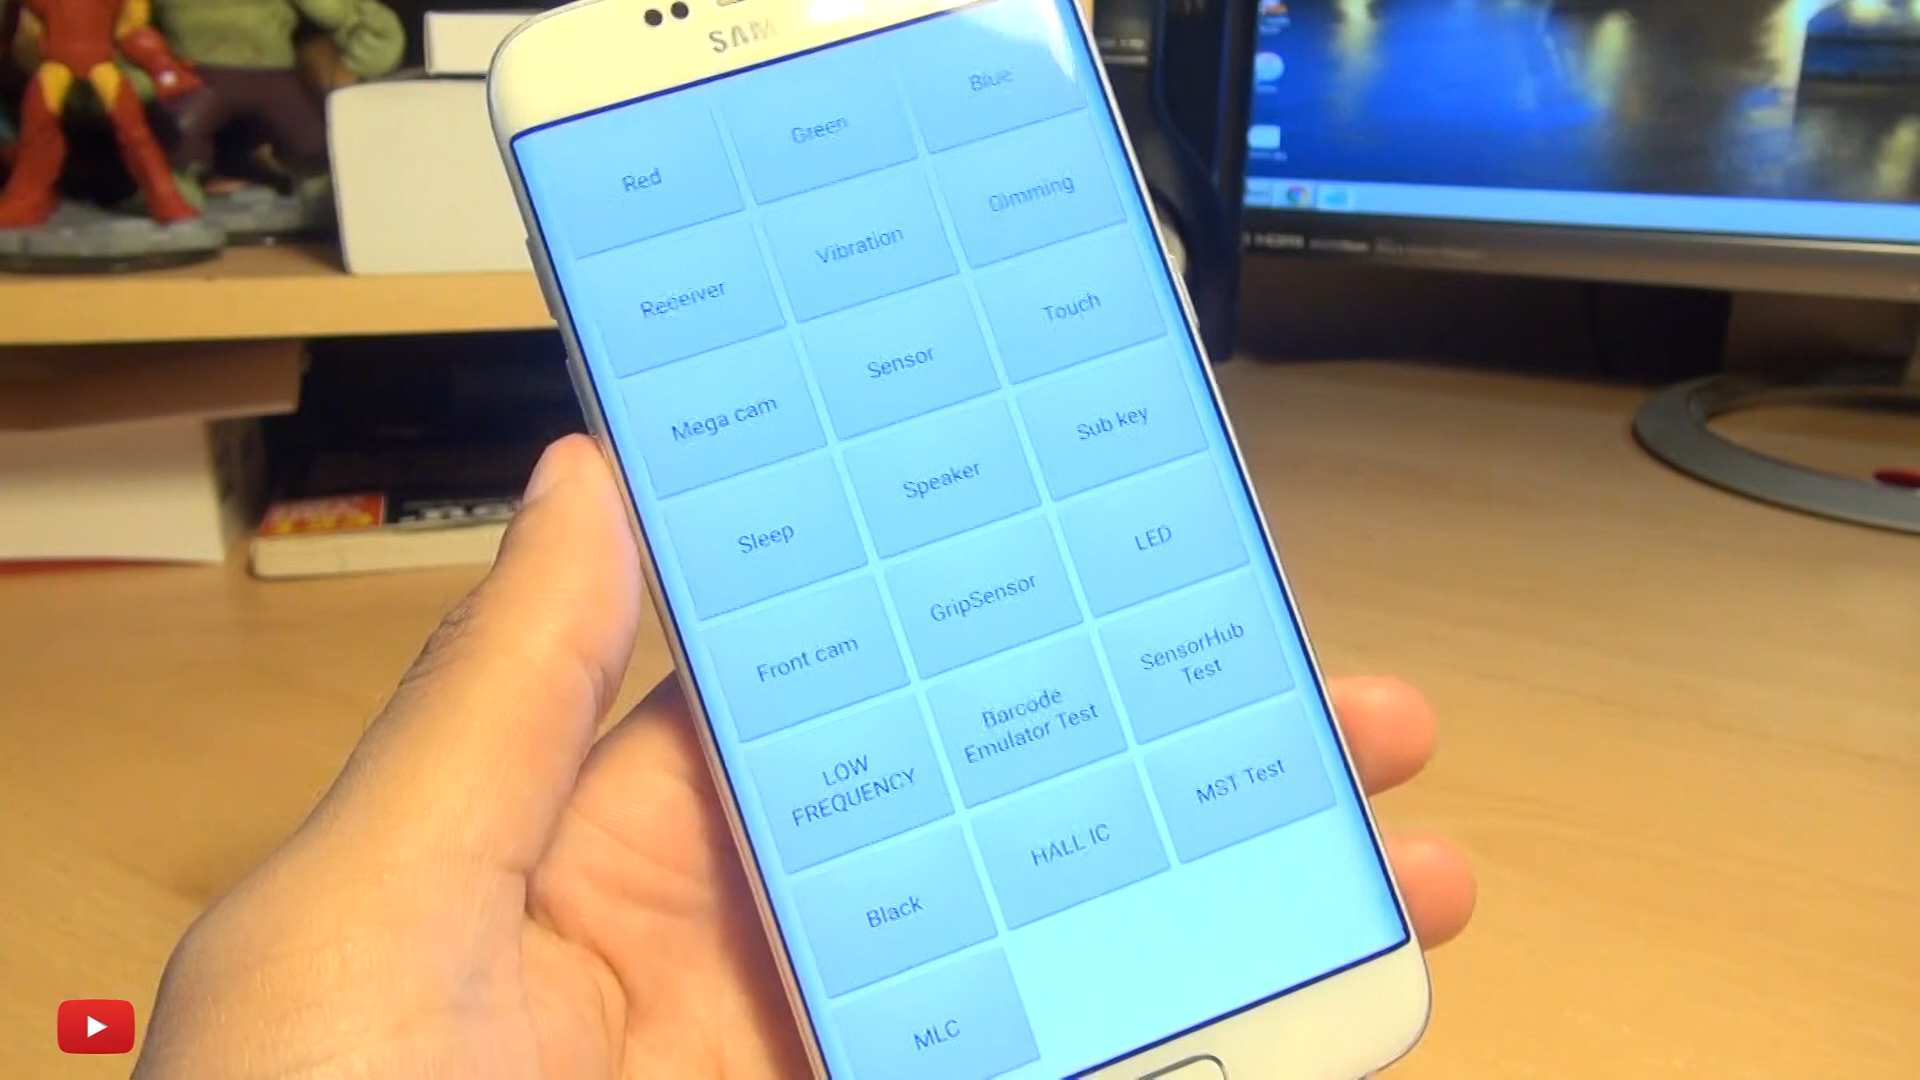 SAM
Red
Green
Blue
Receiver
Vibration
Dimming
Mega cam
Sensor
Touch
Sleep
Speaker
Sub key
Front cam
GripSensor
LED
LOW
FREQUENCY
Barcode
Emulator Test
SensorHub
Test
Black
HALL IC
MST Test
MLC
HDMI